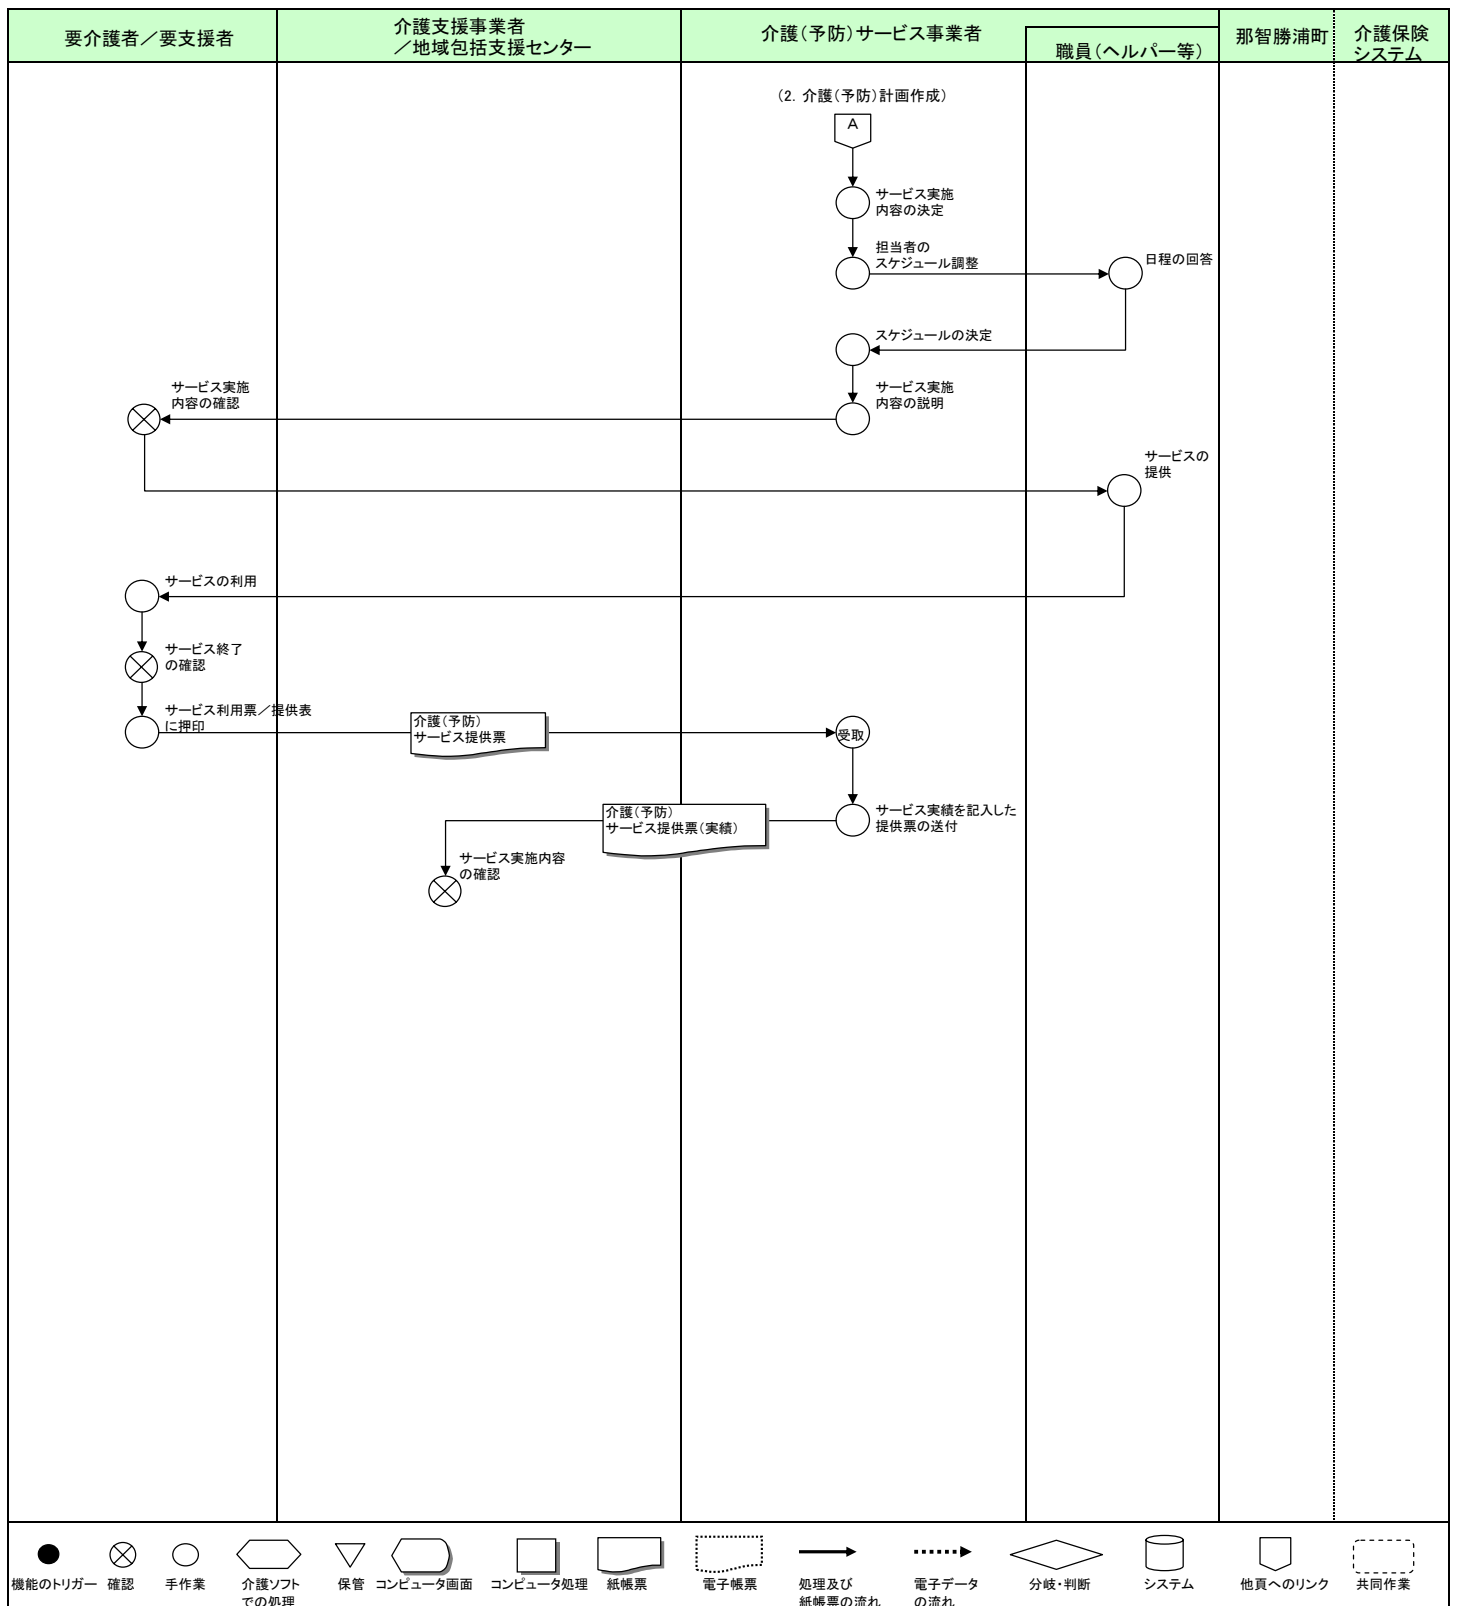 要介護者／要支援者
介護支援事業者
／地域包括支援センター
介護（予防）サービス事業者
職員（ヘルパー等）
那智勝浦町
介護保険
システム
（2．介護（予防）計画作成）
A
サービス実施
内容の決定
担当者の
スケジュール調整
日程の回答
スケジュールの決定
サービス実施
内容の確認
サービス実施
内容の説明
サービスの
提供
サービスの利用
サービス終了
の確認
サービス利用票／提供表
に押印
介護（予防）
サービス提供票
受取
介護（予防）
サービス提供票（実績）
サービス実績を記入した
提供票の送付
サービス実施内容
の確認
機能のトリガー
確認
手作業
介護ソフト
での処理
保管
コンピュータ画面
コンピュータ処理
紙帳票
電子帳票
処理及び
紙帳票の流れ
電子データ
の流れ
分岐・判断
システム
他頁へのリンク
共同作業